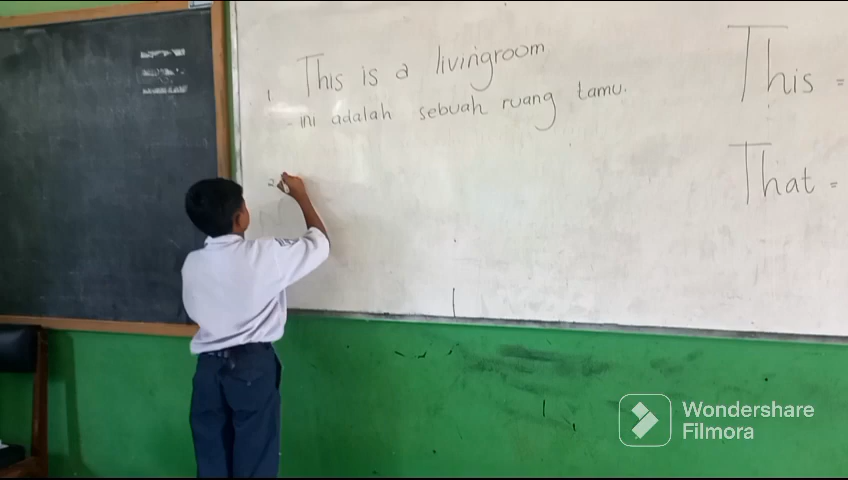 1 This is a livingroom
- ini adalah sebuah ruang tamu.
2
This =
That =
Wondershare
Filmora